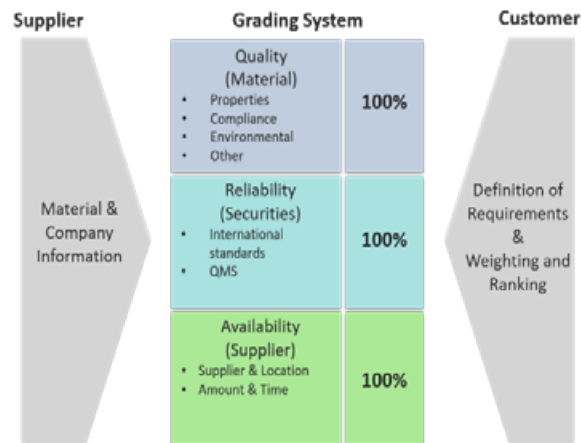 Supplier
Grading System
Customer
Material &
Company
Information
Quality
(Material)
• Properties
• Compliance
• Environmental
• Other
100%
Reliability
(Securities)
• International
standards
• QMS
100%
Availability
(Supplier)
• Supplier & Location
• Amount & Time
100%
Definition of
Requirements
&
Weighting and
Ranking